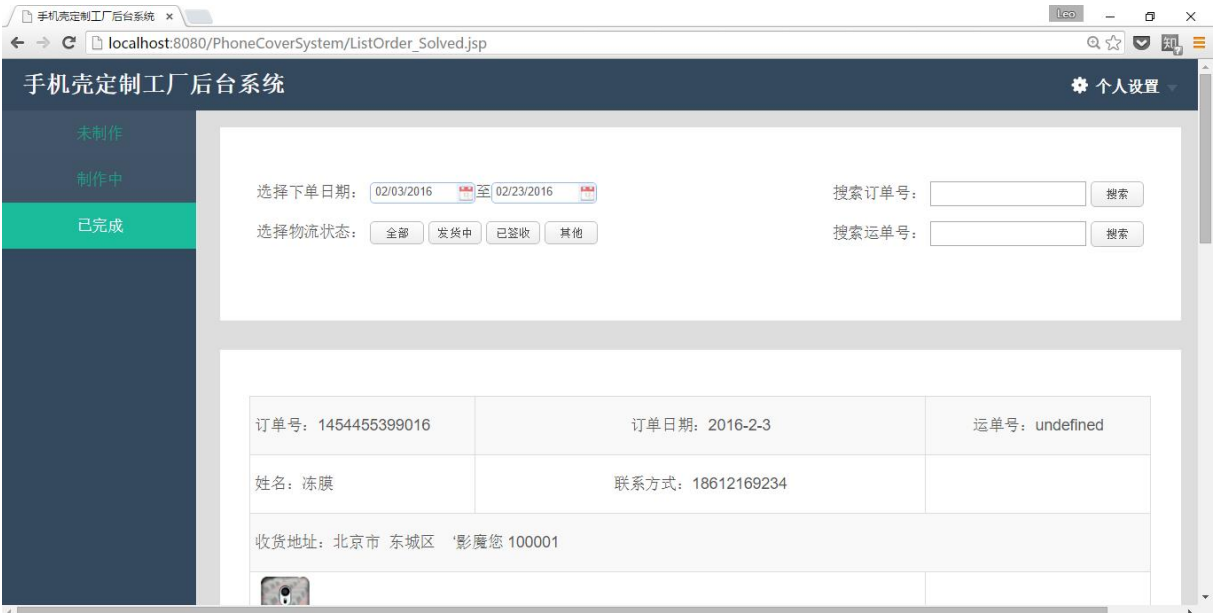 手机壳定制工厂后台系统
Leo
localhost:8080/PhoneCoverSystem/ListOrder_Solved.jsp
手机壳定制工厂后台系统 个人设置
未制作
制作中
已完成
选择下单日期： 02/03/2016 至 02/23/2016 搜索订单号： 搜索
选择物流状态： 全部 发货中 已签收 其他 搜索运单号： 搜索
订单号：1454455399016 订单日期：2016-2-3 运单号：undefined
姓名：冻膜 联系方式：18612169234
收货地址：北京市 东城区 '影魔您 100001